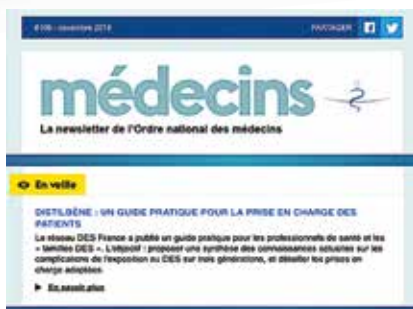 #106 - novembre 2016 PARTAGER
médecins
La newsletter de l'Ordre national des médecins
En veille
DISTILBÈNE : UN GUIDE PRATIQUE POUR LA PRISE EN CHARGE DES
PATIENTS
Le réseau DES France a publié un guide pratique pour les professionnels de santé et les
« familles DES ». L'objectif : proposer une synthèse des connaissances actuelles sur les
complications de l'exposition au DES sur trois générations, et détailler les prises en
charge adaptées.
En savoir plus